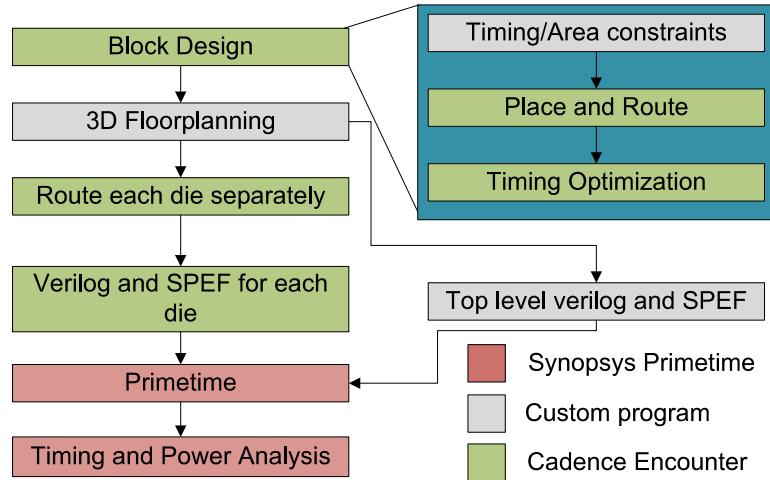 Block Design
3D Floorplanning
Route each die separately
Verilog and SPEF for each
die
Primetime
Timing and Power Analysis
Timing/Area constraints
Place and Route
Timing Optimization
Top level verilog and SPEF
Synopsys Primetime
Custom program
Cadence Encounter